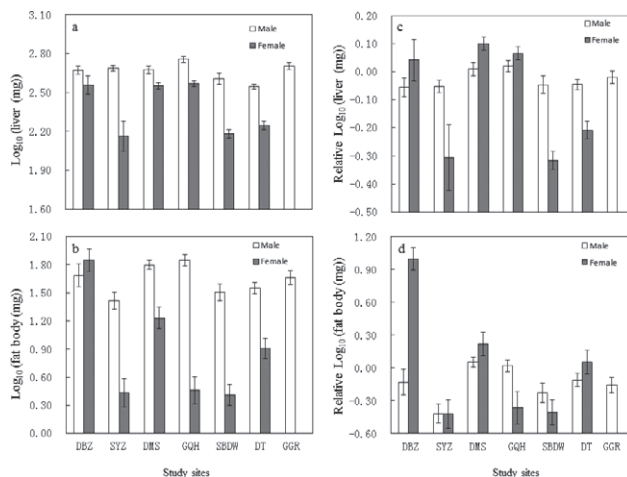 a
Male
Female
Log10 (liver (mg))
3.10
2.80
2.50
2.20
1.90
1.60
c
Male
Female
Relative Log10 (liver (mg))
0.20
0.10
0.00
-0.10
-0.20
-0.30
-0.40
-0.50
b
Male
Female
Log10 (fat body (mg))
2.10
1.80
1.50
1.20
0.90
0.60
0.30
0.00
DBZ SYZ DMS GQH SBDW DT GGR
Study sites
d
Male
Female
Relative Log10 (fat body (mg))
1.20
0.90
0.60
0.30
0.00
-0.30
-0.60
DBZ SYZ DMS GQH SBDW DT GGR
Study sites